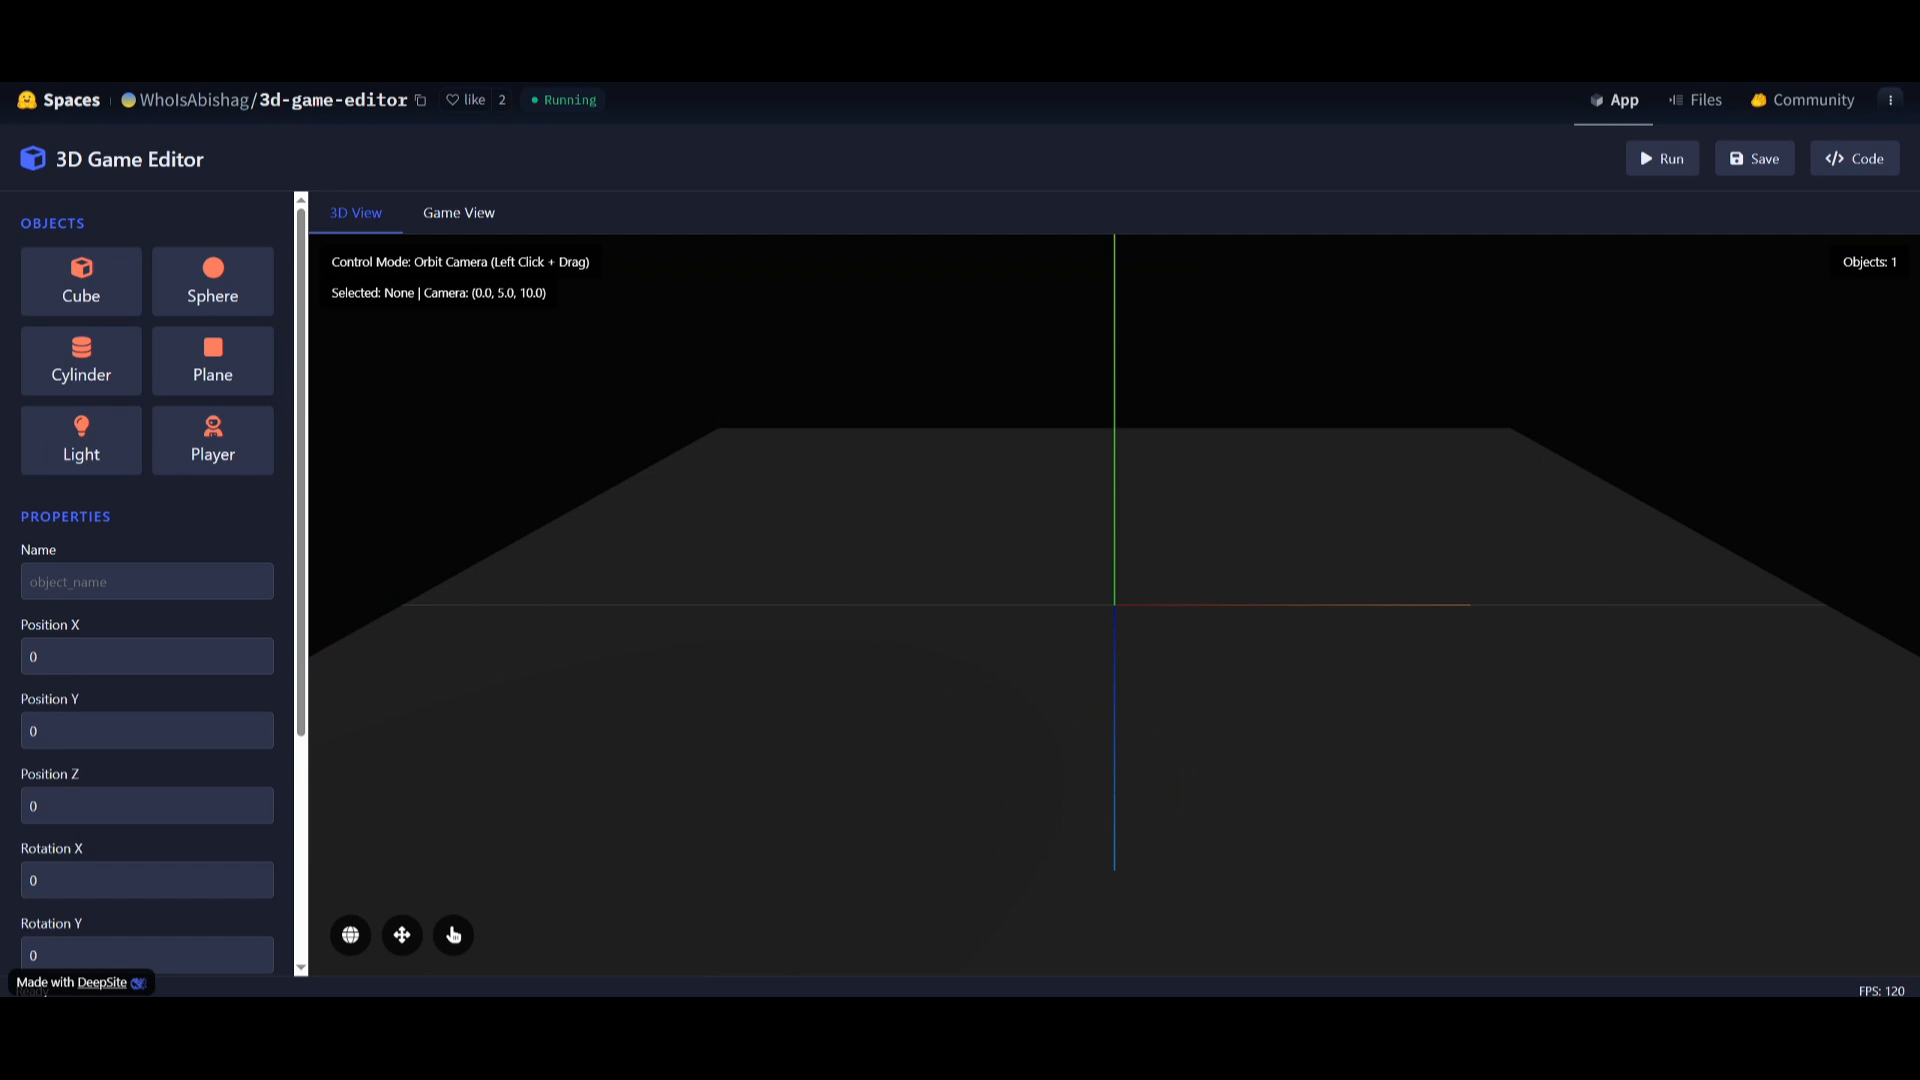 Spaces WhoIsAbishag/3d-game-editor like 2 Running App Files Community
3D Game Editor Run Save Code
OBJECTS
Cube Sphere
Cylinder Plane
Light Player
PROPERTIES
Name
object_name
Position X
0
Position Y
0
Position Z
0
Rotation X
0
Rotation Y
0
Made with DeepSite
Ready
3D View Game View
Control Mode: Orbit Camera (Left Click + Drag)
Selected: None | Camera: (0.0, 5.0, 10.0)
Objects: 1
FPS: 120